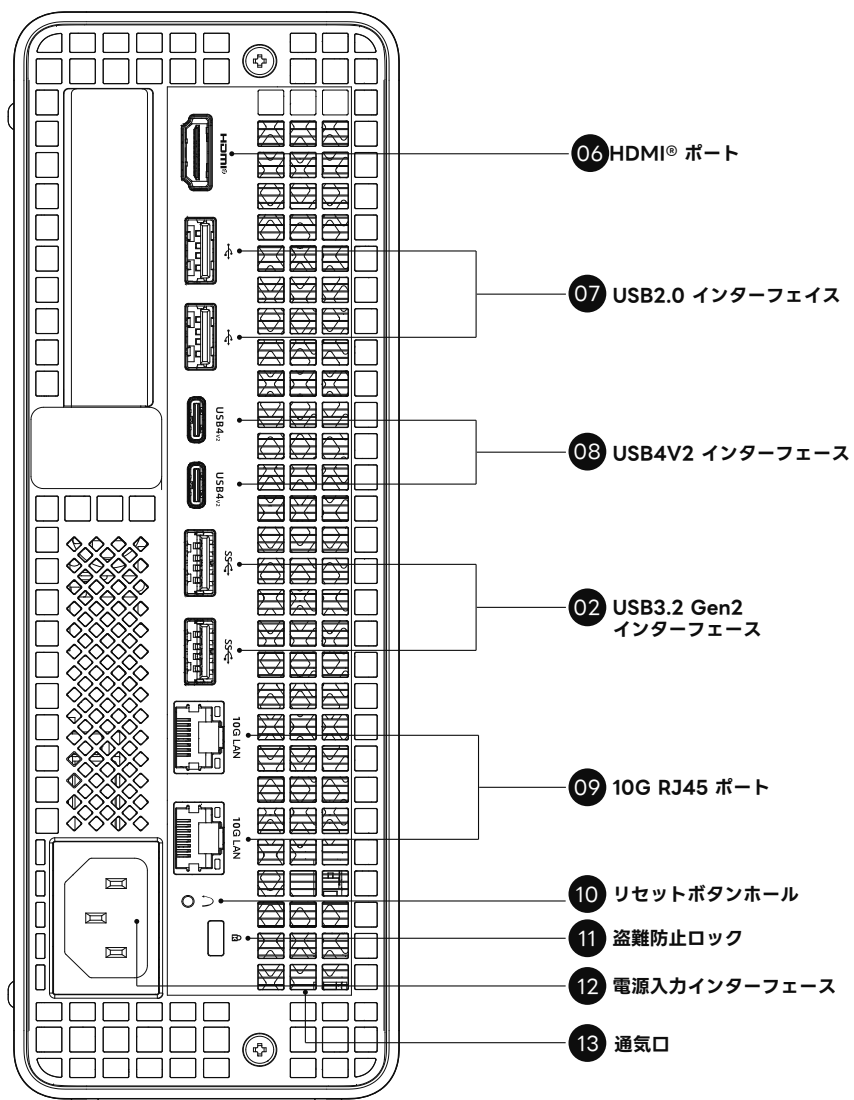 HDMI®
06 HDMI® ポート
07 USB2.0 インターフェイス
USB4V2
08 USB4V2 インターフェース
USB4V2
SS
02 USB3.2 Gen2
インターフェース
SS
10G LAN
09 10G RJ45 ポート
10G LAN
10 リセットボタンホール
11 盗難防止ロック
12 電源入力インターフェース
13 通気口